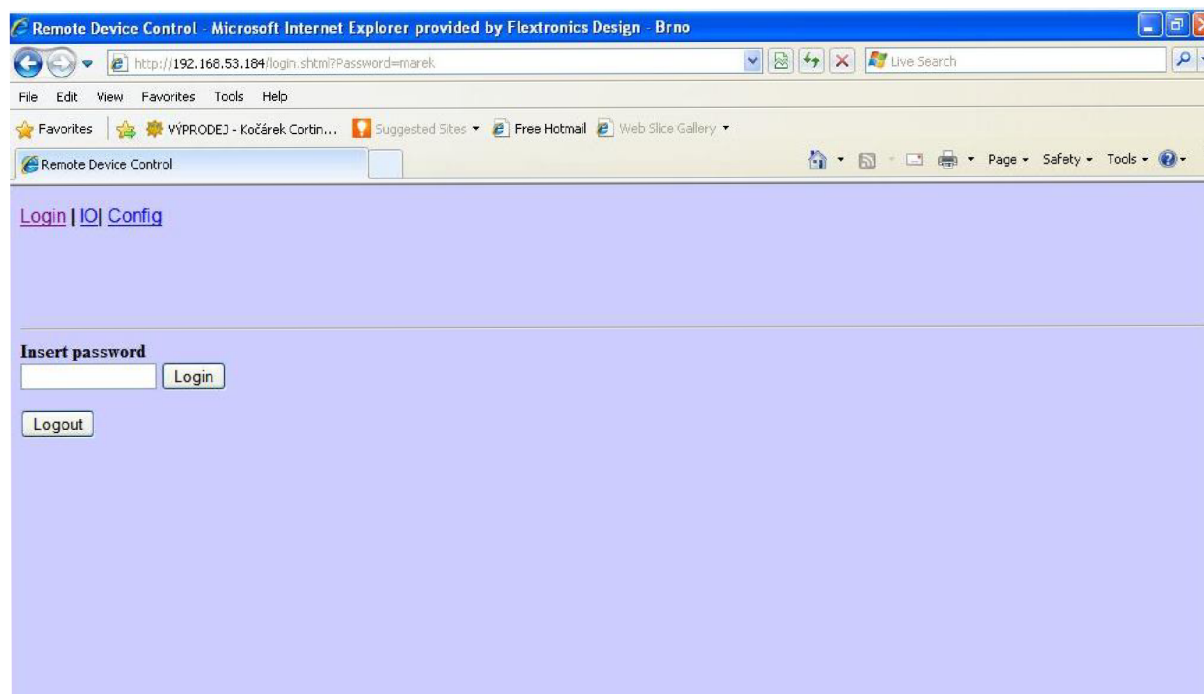 Remote Device Control - Microsoft Internet Explorer provided by Flextronics Design - Brno
http://192.168.53.184/login.shtml?Password=marek
Live Search
File Edit View Favorites Tools Help
Favorites VÝPRODEJ - Kočárek Cortin... Suggested Sites Free Hotmail Web Slice Gallery
Remote Device Control Page Safety Tools
Login | IO| Config
Insert password
Login
Logout